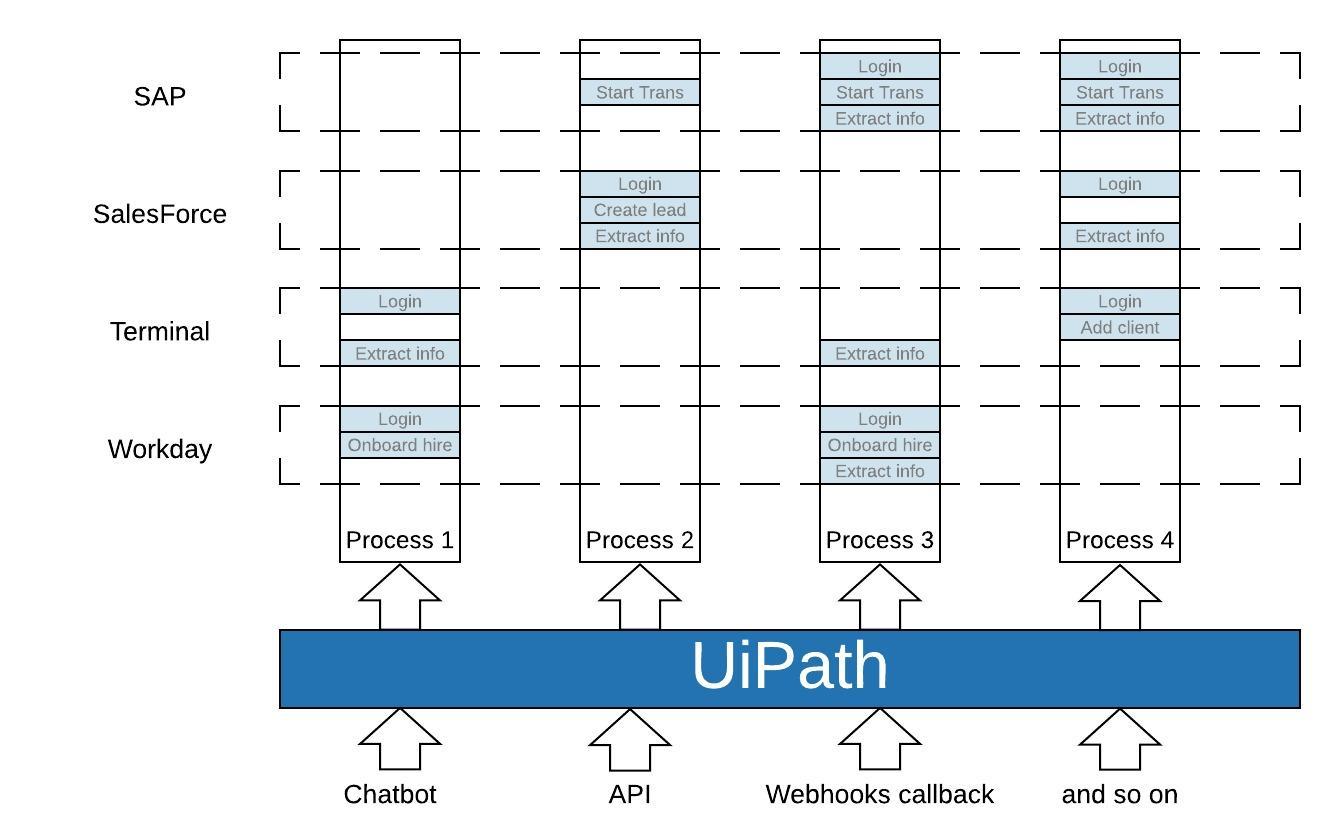 SAP
Login
Login
Start Trans
Start Trans
Start Trans
Extract info
Extract info
SalesForce
Login
Login
Create lead
Extract info
Extract info
Terminal
Login
Login
Add client
Extract info
Extract info
Workday
Login
Login
Onboard hire
Onboard hire
Extract info
Process 1
Process 2
Process 3
Process 4
UiPath
Chatbot
API
Webhooks callback
and so on